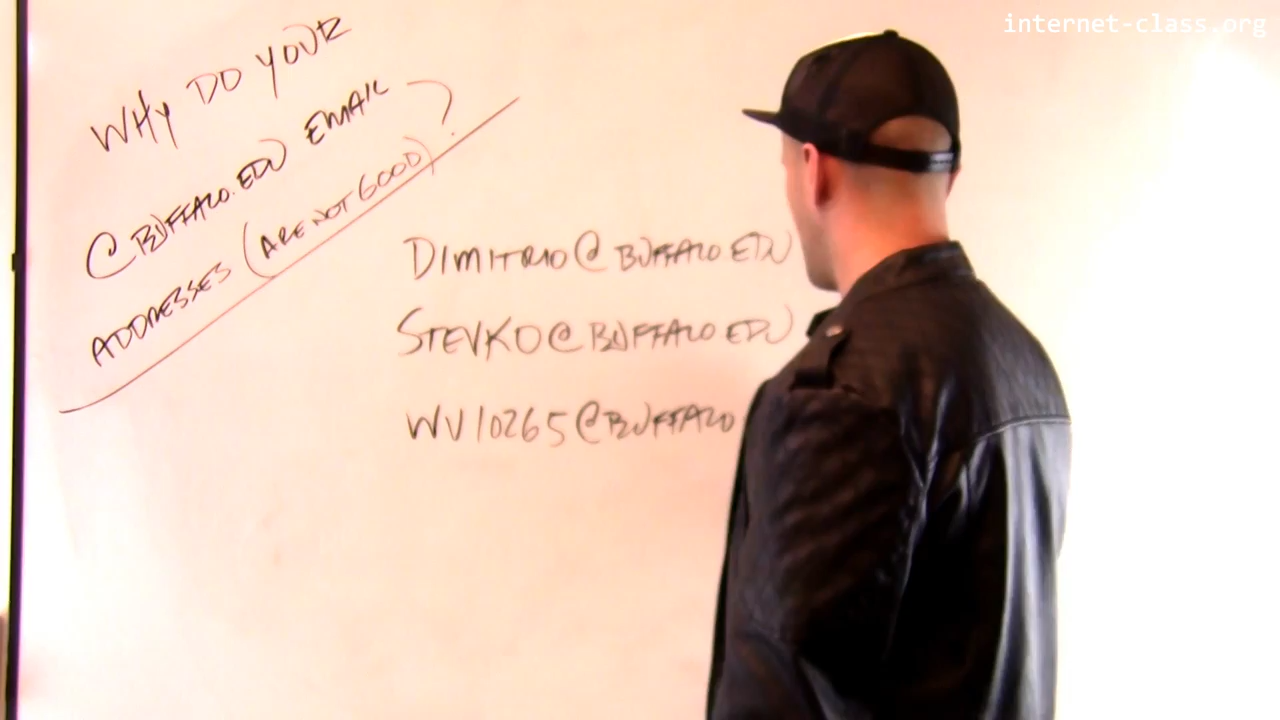 internet-class.org
WHY DO YOUR
@BUFFALO.EDU EMAIL
ADDRESSES (ARE NOT GOOD) ?
DIMITRIO@BUFFALO.EDU
STEVKO@BUFFALO.EDU
WV10265@BUFFALO